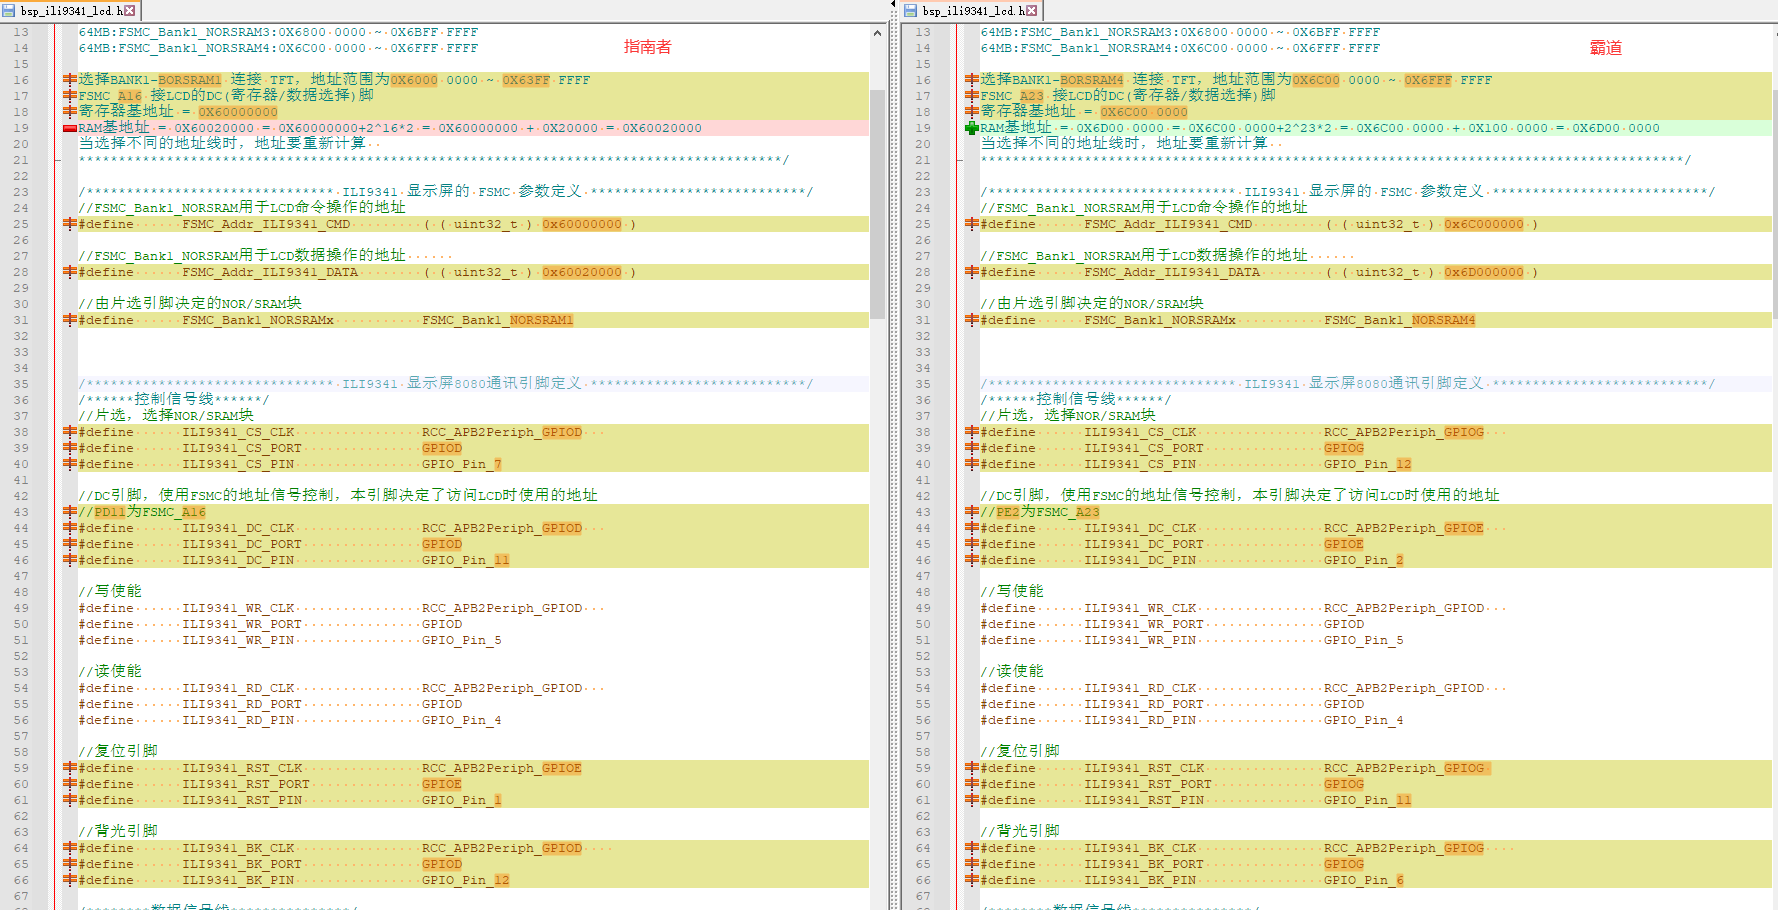 bsp_ili9341_lcd.h
13 64MB:FSMC_Bank1_NORSRAM3:0X6800 0000 ~ 0X6BFF FFFF
14 64MB:FSMC_Bank1_NORSRAM4:0X6C00 0000 ~ 0X6FFF FFFF
指南者
15
16 选择BANK1-BORSRAM1 连接 TFT，地址范围为0X6000 0000 ~ 0X63FF FFFF
17 FSMC_A16 接LCD的DC(寄存器/数据选择)脚
18 寄存器基地址 = 0X60000000
19 RAM基地址 = 0X60020000 = 0X60000000+2^16*2 = 0X60000000 + 0X20000 = 0X60020000
20 当选择不同的地址线时，地址要重新计算
21 ****************************************************************************************/
22
23 /******************************* ILI9341 显示屏的 FSMC 参数定义 ***************************/
24 //FSMC_Bank1_NORSRAM用于LCD命令操作的地址
25 #define FSMC_Addr_ILI9341_CMD ( ( uint32_t ) 0x60000000 )
26
27 //FSMC_Bank1_NORSRAM用于LCD数据操作的地址
28 #define FSMC_Addr_ILI9341_DATA ( ( uint32_t ) 0x60020000 )
29
30 //由片选引脚决定的NOR/SRAM块
31 #define FSMC_Bank1_NORSRAMx FSMC_Bank1_NORSRAM1
32
33
34
35 /******************************* ILI9341 显示屏8080通讯引脚定义 ***************************/
36 /******控制信号线******/
37 //片选，选择NOR/SRAM块
38 #define ILI9341_CS_CLK RCC_APB2Periph_GPIOD
39 #define ILI9341_CS_PORT GPIOD
40 #define ILI9341_CS_PIN GPIO_Pin_7
41
42 //DC引脚，使用FSMC的地址信号控制，本引脚决定了访问LCD时使用的地址
43 //PD11为FSMC_A16
44 #define ILI9341_DC_CLK RCC_APB2Periph_GPIOD
45 #define ILI9341_DC_PORT GPIOD
46 #define ILI9341_DC_PIN GPIO_Pin_11
47
48 //写使能
49 #define ILI9341_WR_CLK RCC_APB2Periph_GPIOD
50 #define ILI9341_WR_PORT GPIOD
51 #define ILI9341_WR_PIN GPIO_Pin_5
52
53 //读使能
54 #define ILI9341_RD_CLK RCC_APB2Periph_GPIOD
55 #define ILI9341_RD_PORT GPIOD
56 #define ILI9341_RD_PIN GPIO_Pin_4
57
58 //复位引脚
59 #define ILI9341_RST_CLK RCC_APB2Periph_GPIOE
60 #define ILI9341_RST_PORT GPIOE
61 #define ILI9341_RST_PIN GPIO_Pin_1
62
63 //背光引脚
64 #define ILI9341_BK_CLK RCC_APB2Periph_GPIOD
65 #define ILI9341_BK_PORT GPIOD
66 #define ILI9341_BK_PIN GPIO_Pin_12
67
/********数据信号线***************/
bsp_ili9341_lcd.h
13 64MB:FSMC_Bank1_NORSRAM3:0X6800 0000 ~ 0X6BFF FFFF
14 64MB:FSMC_Bank1_NORSRAM4:0X6C00 0000 ~ 0X6FFF FFFF
霸道
15
16 选择BANK1-BORSRAM4 连接 TFT，地址范围为0X6C00 0000 ~ 0X6FFF FFFF
17 FSMC_A23 接LCD的DC(寄存器/数据选择)脚
18 寄存器基地址 = 0X6C00 0000
19 RAM基地址 = 0X6D00 0000 = 0X6C00 0000+2^23*2 = 0X6C00 0000 + 0X100 0000 = 0X6D00 0000
20 当选择不同的地址线时，地址要重新计算
21 ****************************************************************************************/
22
23 /******************************* ILI9341 显示屏的 FSMC 参数定义 ***************************/
24 //FSMC_Bank1_NORSRAM用于LCD命令操作的地址
25 #define FSMC_Addr_ILI9341_CMD ( ( uint32_t ) 0x6C000000 )
26
27 //FSMC_Bank1_NORSRAM用于LCD数据操作的地址
28 #define FSMC_Addr_ILI9341_DATA ( ( uint32_t ) 0x6D000000 )
29
30 //由片选引脚决定的NOR/SRAM块
31 #define FSMC_Bank1_NORSRAMx FSMC_Bank1_NORSRAM4
32
33
34
35 /******************************* ILI9341 显示屏8080通讯引脚定义 ***************************/
36 /******控制信号线******/
37 //片选，选择NOR/SRAM块
38 #define ILI9341_CS_CLK RCC_APB2Periph_GPIOG
39 #define ILI9341_CS_PORT GPIOG
40 #define ILI9341_CS_PIN GPIO_Pin_12
41
42 //DC引脚，使用FSMC的地址信号控制，本引脚决定了访问LCD时使用的地址
43 //PE2为FSMC_A23
44 #define ILI9341_DC_CLK RCC_APB2Periph_GPIOE
45 #define ILI9341_DC_PORT GPIOE
46 #define ILI9341_DC_PIN GPIO_Pin_2
47
48 //写使能
49 #define ILI9341_WR_CLK RCC_APB2Periph_GPIOD
50 #define ILI9341_WR_PORT GPIOD
51 #define ILI9341_WR_PIN GPIO_Pin_5
52
53 //读使能
54 #define ILI9341_RD_CLK RCC_APB2Periph_GPIOD
55 #define ILI9341_RD_PORT GPIOD
56 #define ILI9341_RD_PIN GPIO_Pin_4
57
58 //复位引脚
59 #define ILI9341_RST_CLK RCC_APB2Periph_GPIOG
60 #define ILI9341_RST_PORT GPIOG
61 #define ILI9341_RST_PIN GPIO_Pin_11
62
63 //背光引脚
64 #define ILI9341_BK_CLK RCC_APB2Periph_GPIOG
65 #define ILI9341_BK_PORT GPIOG
66 #define ILI9341_BK_PIN GPIO_Pin_6
67
/********数据信号线***************/